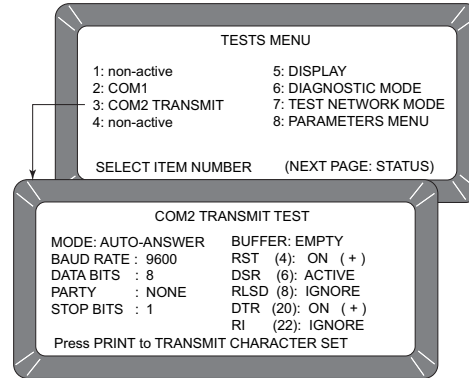 TESTS MENU
1: non-active 5: DISPLAY
2: COM1 6: DIAGNOSTIC MODE
3: COM2 TRANSMIT 7: TEST NETWORK MODE
4: non-active 8: PARAMETERS MENU
SELECT ITEM NUMBER (NEXT PAGE: STATUS)
COM2 TRANSMIT TEST
MODE: AUTO-ANSWER BUFFER: EMPTY
BAUD RATE : 9600 RST (4): ON ( + )
DATA BITS : 8 DSR (6): ACTIVE
PARTY : NONE RLSD (8): IGNORE
STOP BITS : 1 DTR (20): ON ( + )
RI (22): IGNORE
Press PRINT to TRANSMIT CHARACTER SET